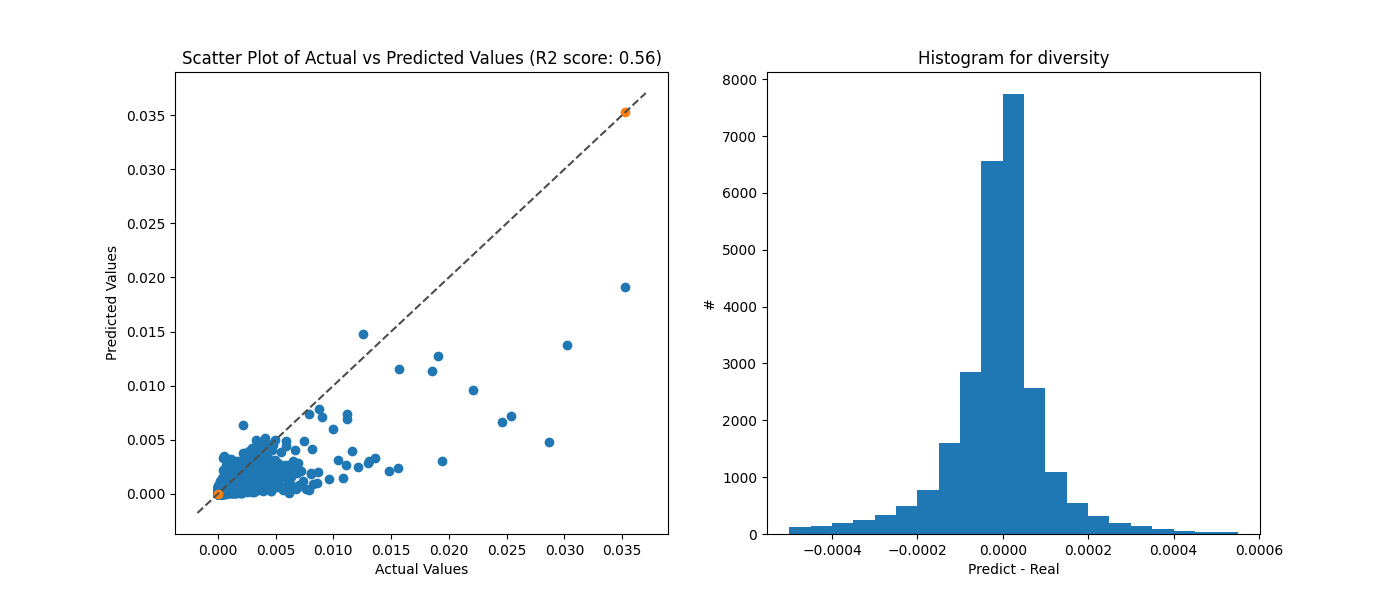 Scatter Plot of Actual vs Predicted Values (R2 score: 0.56)
0.035
0.030
0.025
0.020
0.015
0.010
0.005
0.000
Predicted Values
0.000 0.005 0.010 0.015 0.020 0.025 0.030 0.035
Actual Values
Histogram for diversity
8000
7000
6000
5000
4000
3000
2000
1000
0
#
−0.0004 −0.0002 0.0000 0.0002 0.0004 0.0006
Predict - Real